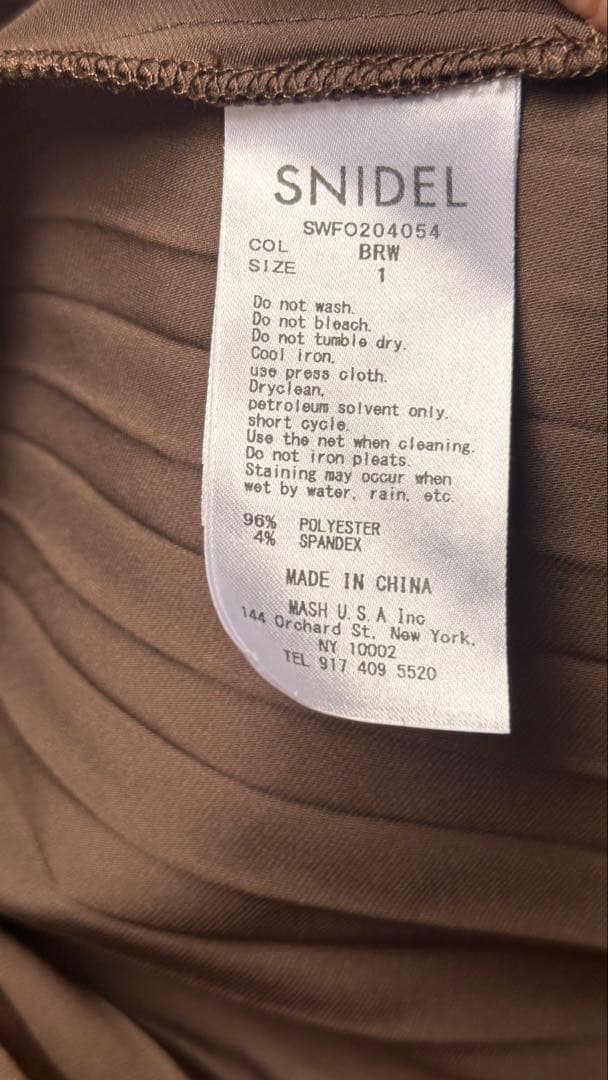 SNIDEL
SWFO204054
COL BRW
SIZE 1
Do not wash.
Do not bleach.
Do not tumble dry.
Cool iron,
use press cloth.
Dryclean,
petroleum solvent only.
short cycle.
Use the net when cleaning.
Do not iron pleats.
Staining may occur when
wet by water, rain, etc.
96% POLYESTER
4% SPANDEX
MADE IN CHINA
MASH U.S.A Inc
144 Orchard St, New York,
NY 10002
TEL 917 409 5520